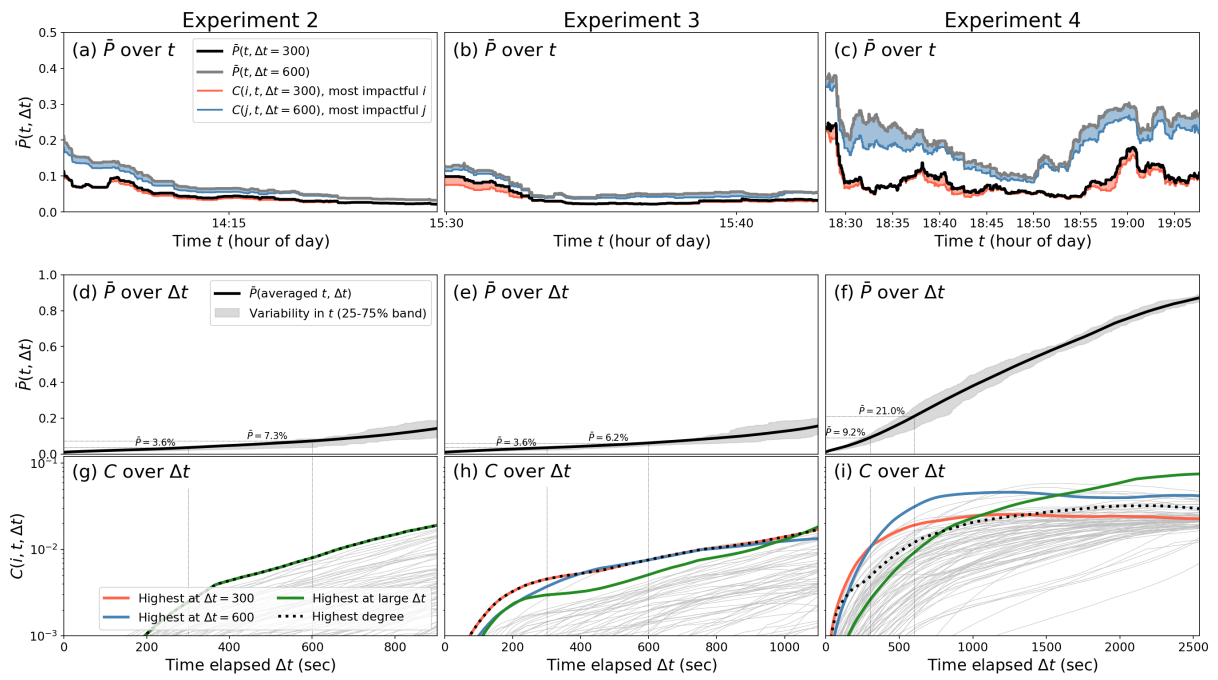 Experiment 2
Experiment 3
Experiment 4
(a) P̄ over t
P̄(t, Δt = 300)
P̄(t, Δt = 600)
C(i, t, Δt = 300), most impactful i
C(j, t, Δt = 600), most impactful j
(b) P̄ over t
(c) P̄ over t
P̄(t, Δt)
0.5
0.4
0.3
0.2
0.1
0.0
14:15
15:30
15:40
18:30
18:35
18:40
18:45
18:50
18:55
19:00
19:05
Time t (hour of day)
Time t (hour of day)
Time t (hour of day)
(d) P̄ over Δt
P̄(averaged t, Δt)
Variability in t (25-75% band)
(e) P̄ over Δt
(f) P̄ over Δt
P̄(t, Δt)
1.0
0.8
0.6
0.4
0.2
0.0
P̄ = 3.6%
P̄ = 7.3%
P̄ = 3.6%
P̄ = 6.2%
P̄ = 9.2%
P̄ = 21.0%
(g) C over Δt
(h) C over Δt
(i) C over Δt
C(i, t, Δt)
10⁻¹
10⁻²
10⁻³
Highest at Δt = 300
Highest at Δt = 600
Highest at large Δt
Highest degree
0
200
400
600
800
0
200
400
600
800
1000
0
500
1000
1500
2000
2500
Time elapsed Δt (sec)
Time elapsed Δt (sec)
Time elapsed Δt (sec)